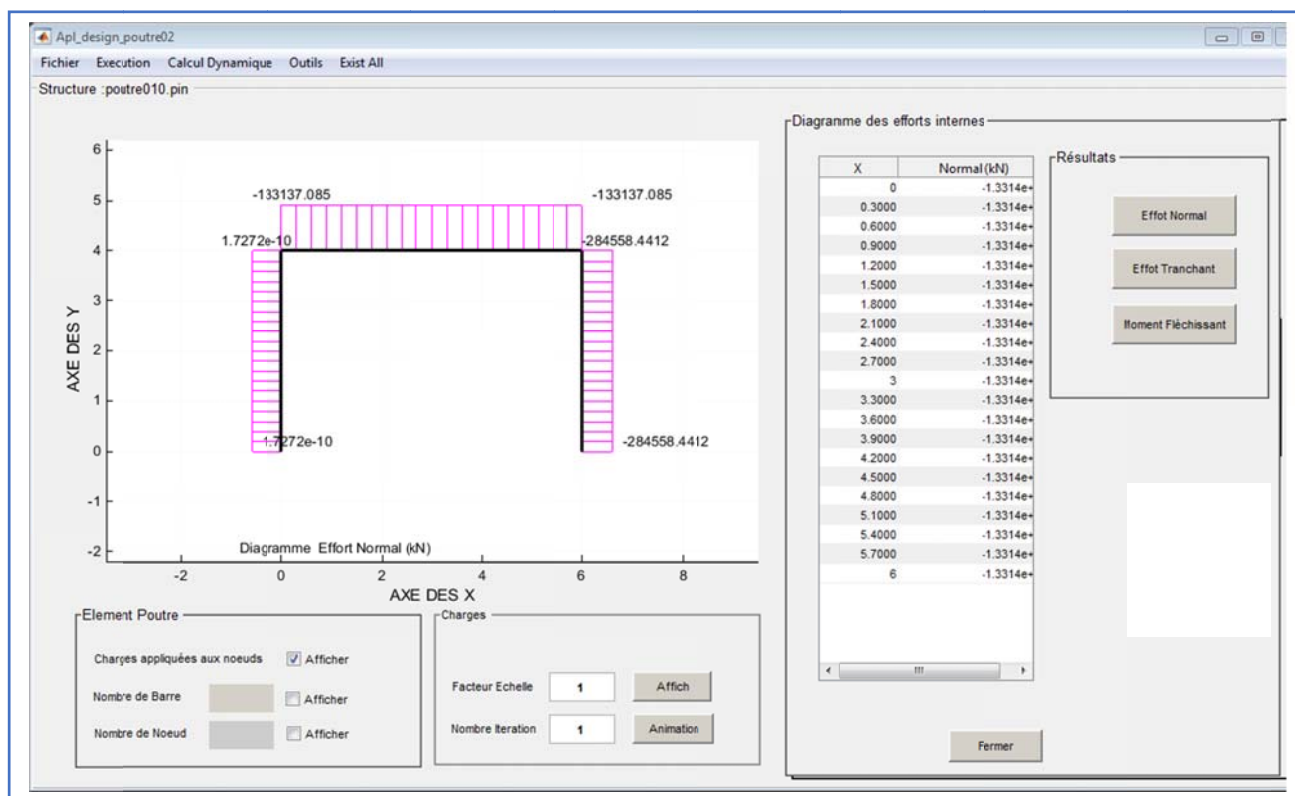 Apl_design_poutre02
Fichier Execution Calcul Dynamique Outils Exist All
Structure :poutre010.pin
6
5
4
3
2
1
0
-1
-2
AXE DES Y
-133137.085 -133137.085
1.7272e-10 -284558.4412
1.7272e-10 -284558.4412
Diagramme Effort Normal (kN)
-2 0 2 4 6 8
AXE DES X
Element Poutre
Charges appliquées aux noeuds Afficher
Nombre de Barre Afficher
Nombre de Noeud Afficher
Charges
Facteur Echelle 1 Affich
Nombre Iteration 1 Animation
Diagramme des efforts internes
X Normal (kN)
0 -1.3314e+
0.3000 -1.3314e+
0.6000 -1.3314e+
0.9000 -1.3314e+
1.2000 -1.3314e+
1.5000 -1.3314e+
1.8000 -1.3314e+
2.1000 -1.3314e+
2.4000 -1.3314e+
2.7000 -1.3314e+
3 -1.3314e+
3.3000 -1.3314e+
3.6000 -1.3314e+
3.9000 -1.3314e+
4.2000 -1.3314e+
4.5000 -1.3314e+
4.8000 -1.3314e+
5.1000 -1.3314e+
5.4000 -1.3314e+
5.7000 -1.3314e+
6 -1.3314e+
Résultats
Effot Normal
Effot Tranchant
Moment Fléchissant
Fermer